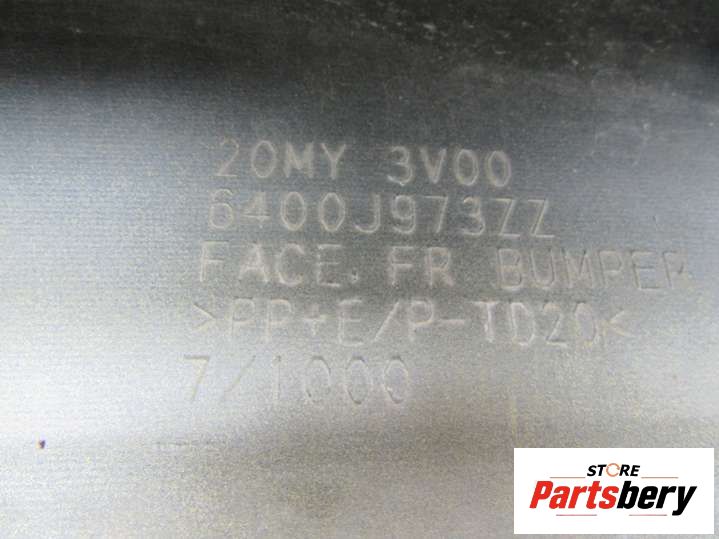 20MY 3V00
6400J973ZZ
FACE, FR BUMPER
>PP+E/P-TD20<
7/1000
STORE
Partsbery